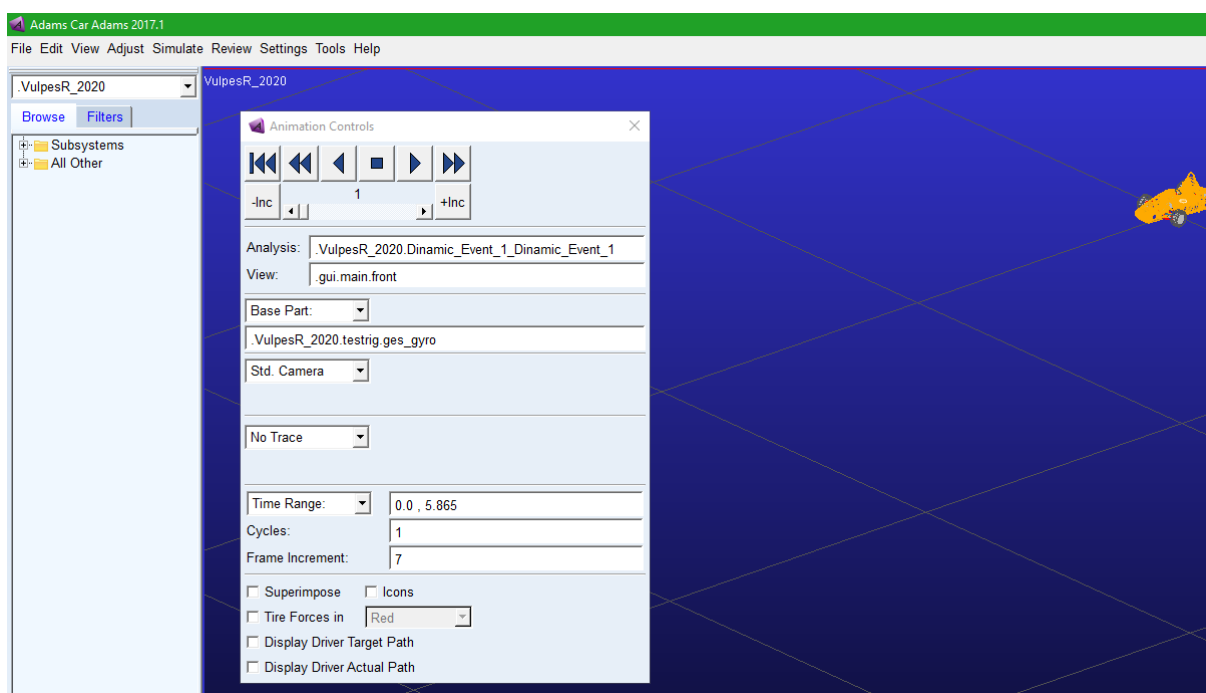 Adams Car Adams 2017.1
File Edit View Adjust Simulate Review Settings Tools Help
.VulpesR_2020
VulpesR_2020
Browse Filters
Subsystems
All Other
Animation Controls
-Inc 1 +Inc
Analysis: .VulpesR_2020.Dinamic_Event_1_Dinamic_Event_1
View: .gui.main.front
Base Part:
.VulpesR_2020.testrig.ges_gyro
Std. Camera
No Trace
Time Range: 0.0 , 5.865
Cycles: 1
Frame Increment: 7
Superimpose Icons
Tire Forces in Red
Display Driver Target Path
Display Driver Actual Path